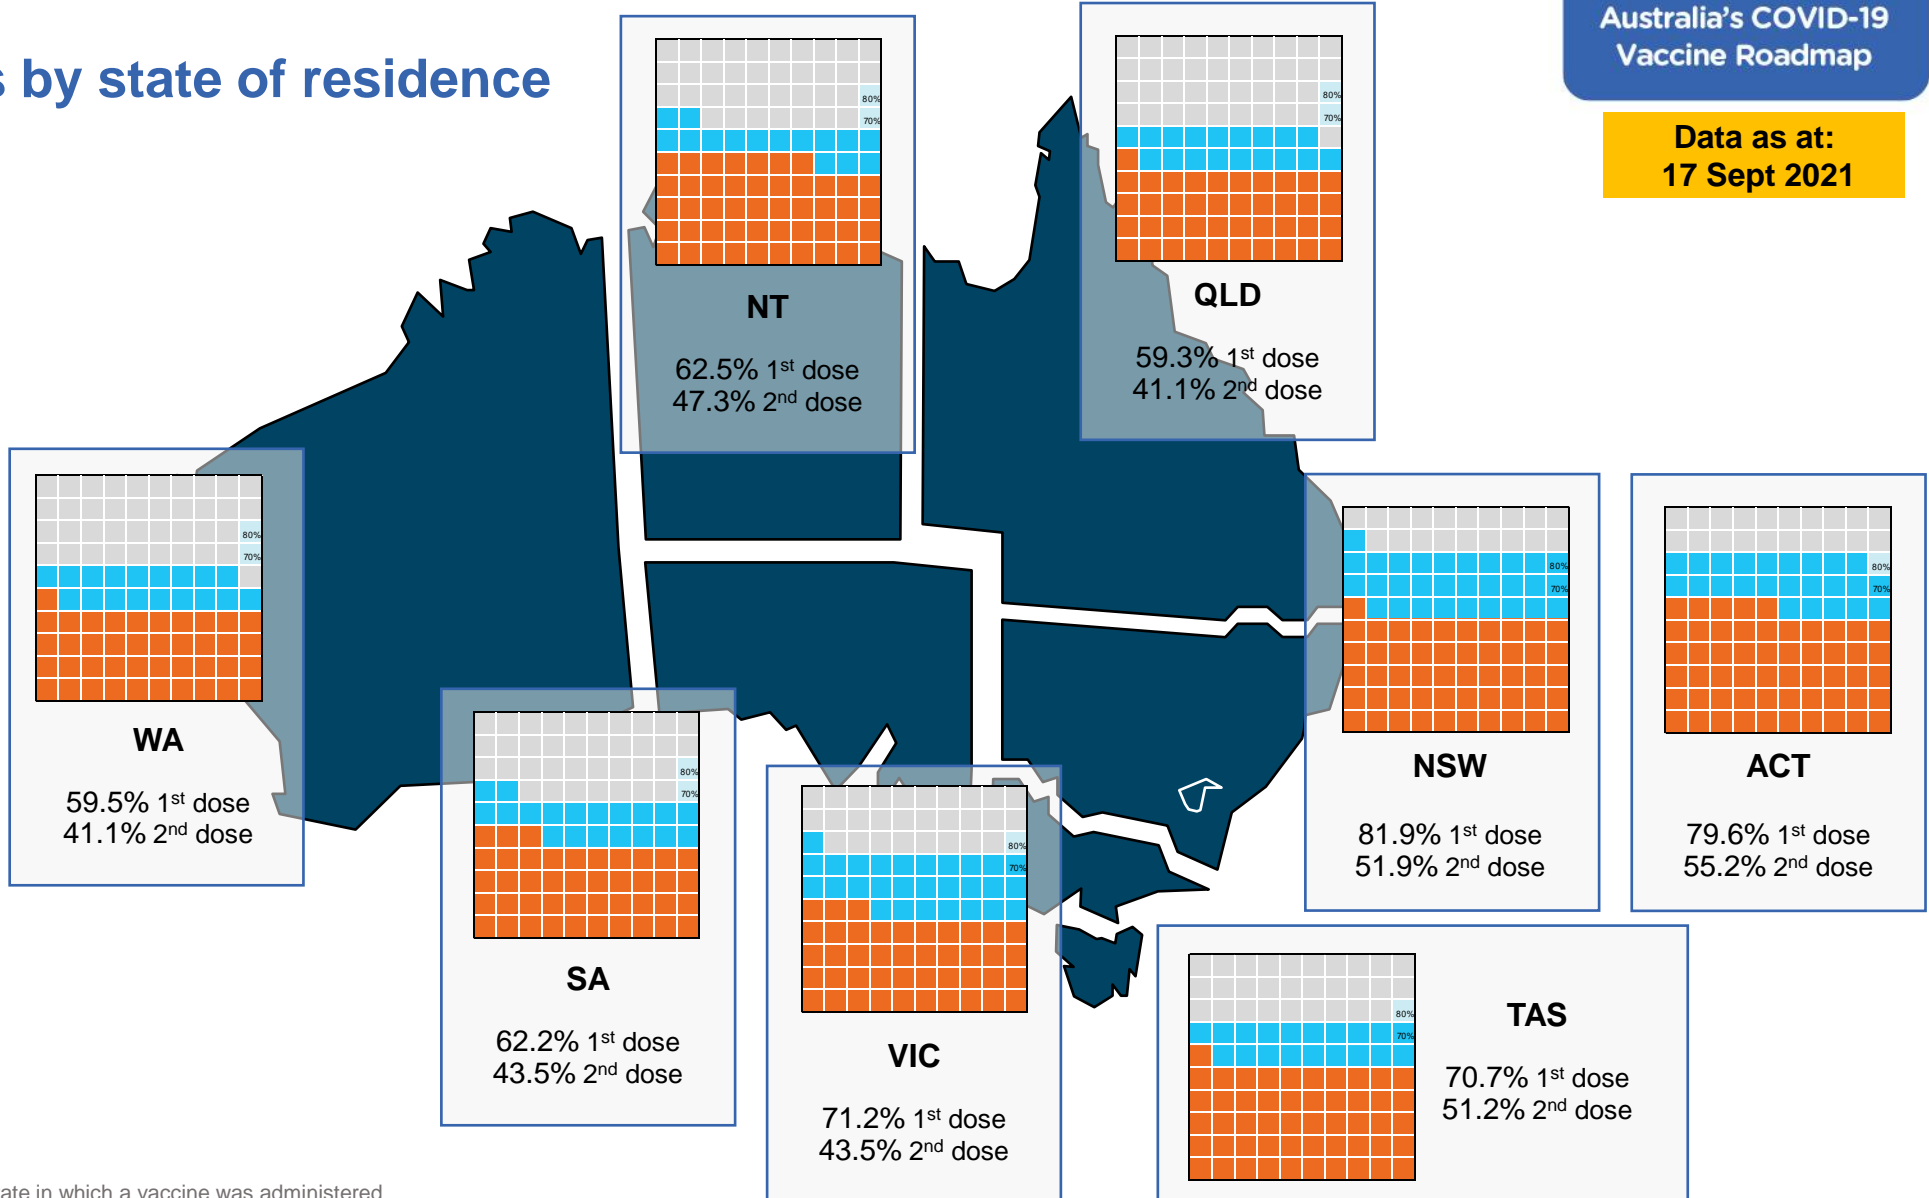 s by state of residence
Australia's COVID-19
Vaccine Roadmap
Data as at:
17 Sept 2021
80%
70%
NT
62.5% 1st dose
47.3% 2nd dose
80%
70%
QLD
59.3% 1st dose
41.1% 2nd dose
80%
70%
WA
59.5% 1st dose
41.1% 2nd dose
80%
70%
SA
62.2% 1st dose
43.5% 2nd dose
80%
70%
VIC
71.2% 1st dose
43.5% 2nd dose
80%
70%
NSW
81.9% 1st dose
51.9% 2nd dose
80%
70%
ACT
79.6% 1st dose
55.2% 2nd dose
80%
70%
TAS
70.7% 1st dose
51.2% 2nd dose
ate in which a vaccine was administered